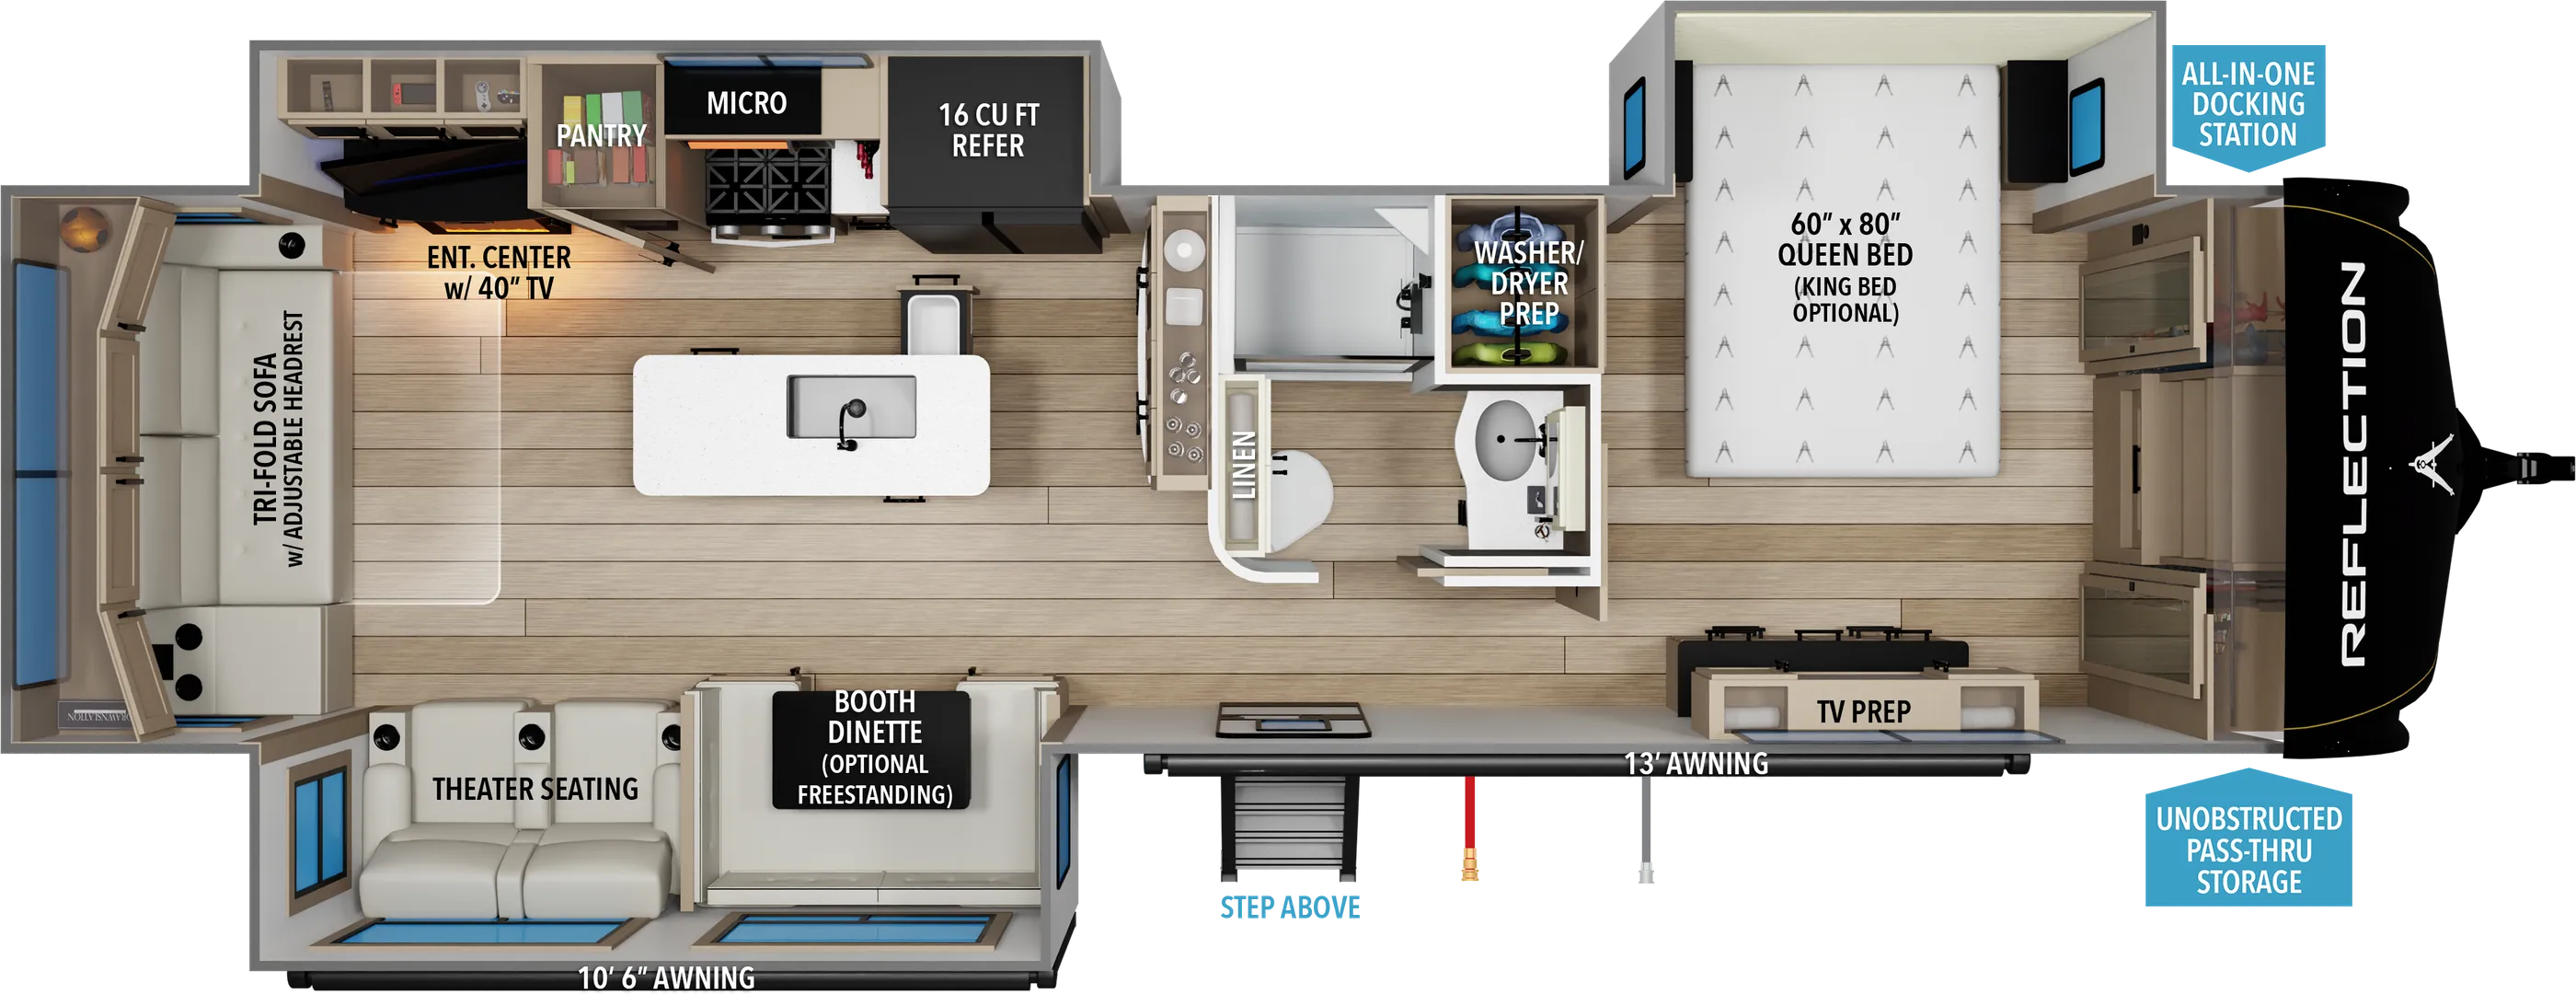 ALL-IN-ONE
DOCKING
STATION
MICRO
PANTRY
16 CU FT
REFER
ENT. CENTER
w/ 40” TV
TRI-FOLD SOFA
w/ ADJUSTABLE HEADREST
WASHER/
DRYER
PREP
60” x 80”
QUEEN BED
(KING BED
OPTIONAL)
LINEN
REFLECTION
THEATER SEATING
BOOTH
DINETTE
(OPTIONAL
FREESTANDING)
TV PREP
13’ AWNING
STEP ABOVE
UNOBSTRUCTED
PASS-THRU
STORAGE
10’ 6” AWNING